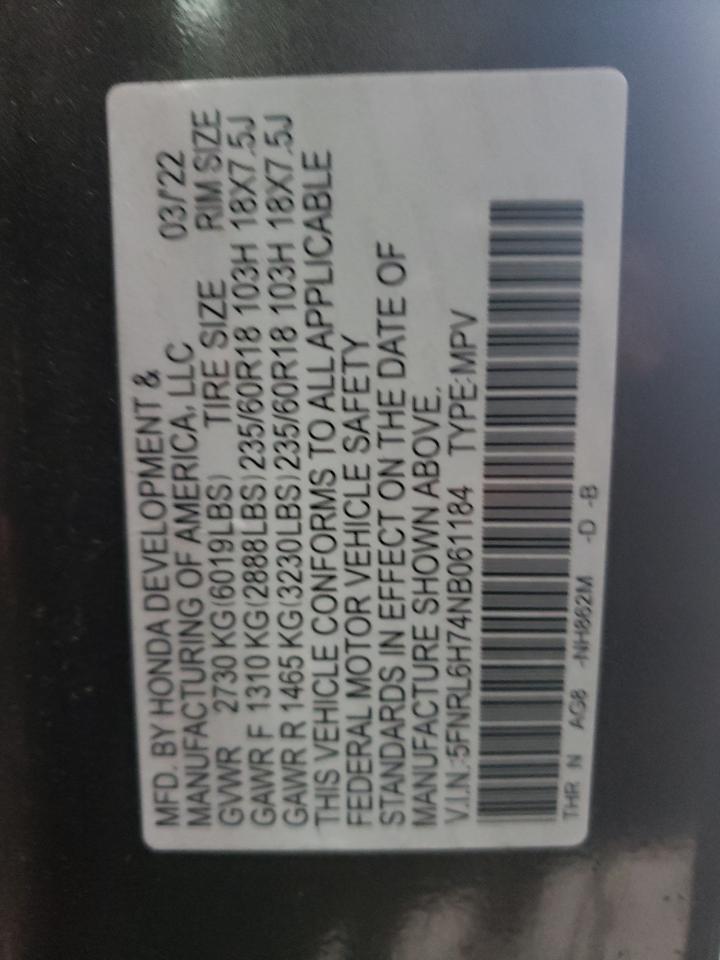 MFD. BY HONDA DEVELOPMENT &
MANUFACTURING OF AMERICA, LLC 03/'22
GVWR 2730 KG(6019LBS) TIRE SIZE RIM SIZE
GAWR F 1310 KG(2888LBS)235/60R18 103H 18X7.5J
GAWR R 1465 KG(3230LBS)235/60R18 103H 18X7.5J
THIS VEHICLE CONFORMS TO ALL APPLICABLE
FEDERAL MOTOR VEHICLE SAFETY
STANDARDS IN EFFECT ON THE DATE OF
MANUFACTURE SHOWN ABOVE.
V.I.N.:5FNRL6H74NB061184 TYPE:MPV
THR N AG8 -NH882M -D -B